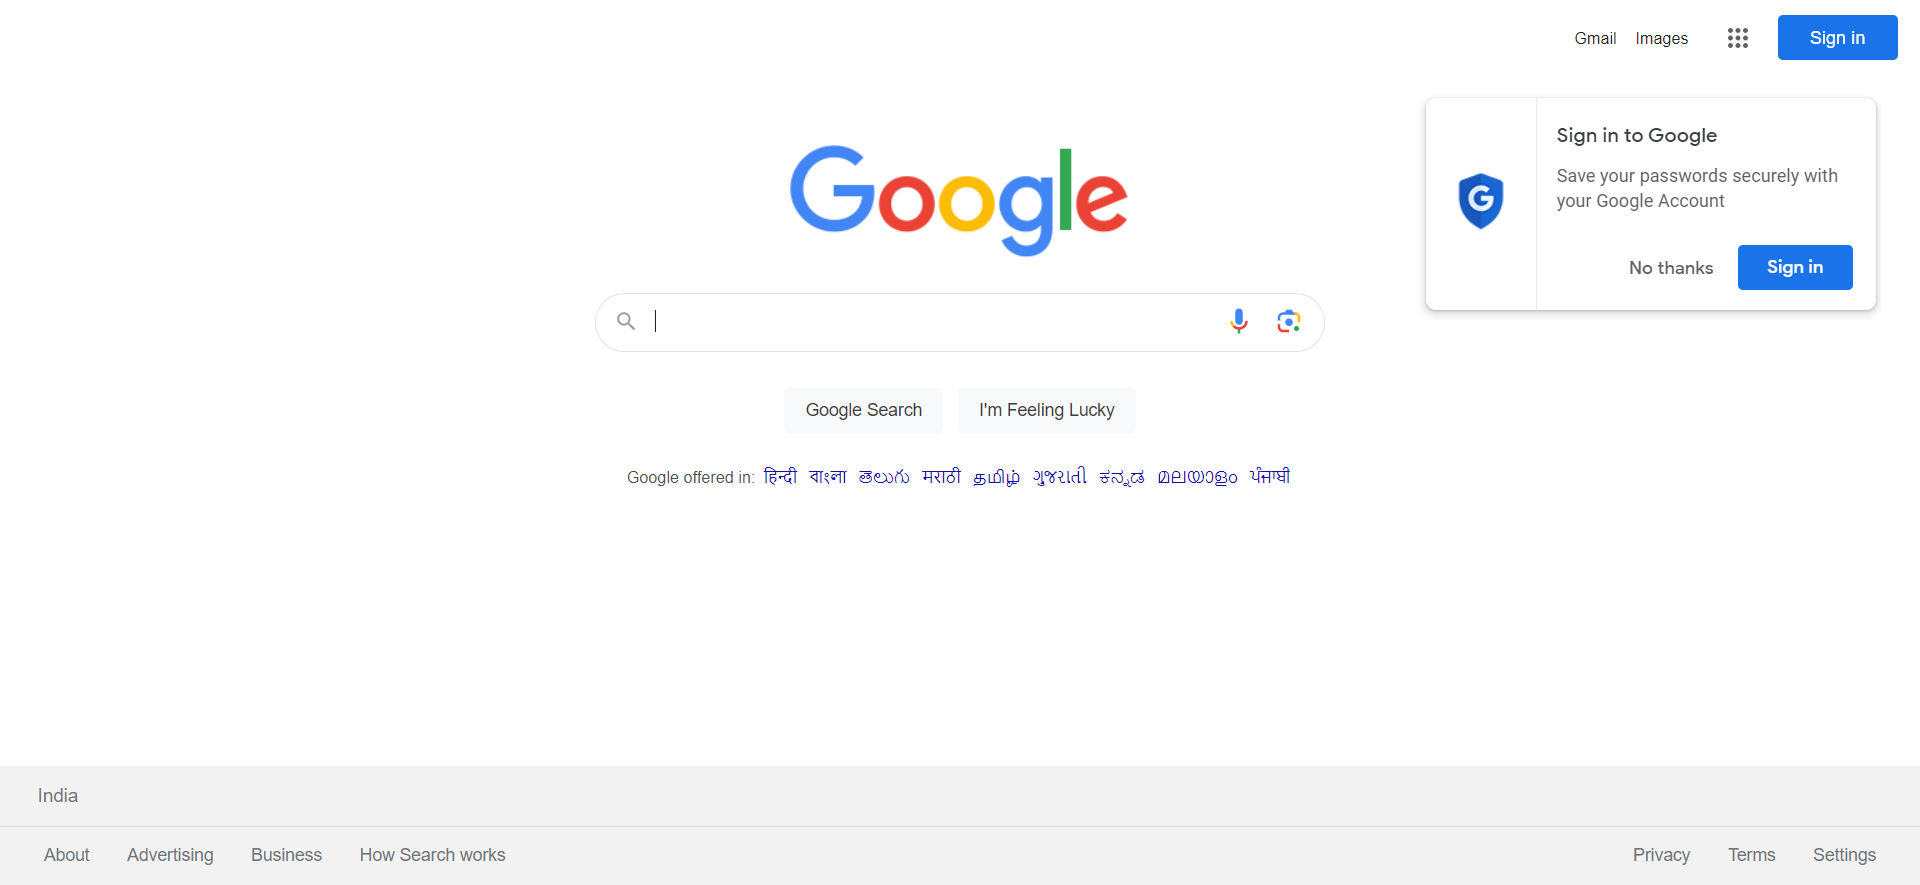 Gmail Images Sign in
Google
Sign in to Google
Save your passwords securely with
your Google Account
No thanks Sign in
Google Search I'm Feeling Lucky
Google offered in: हिन्दी বাংলা తెలుగు मराठी தமிழ் ગુજરાતી ಕನ್ನಡ മലയാളം ਪੰਜਾਬੀ
India
About Advertising Business How Search works Privacy Terms Settings